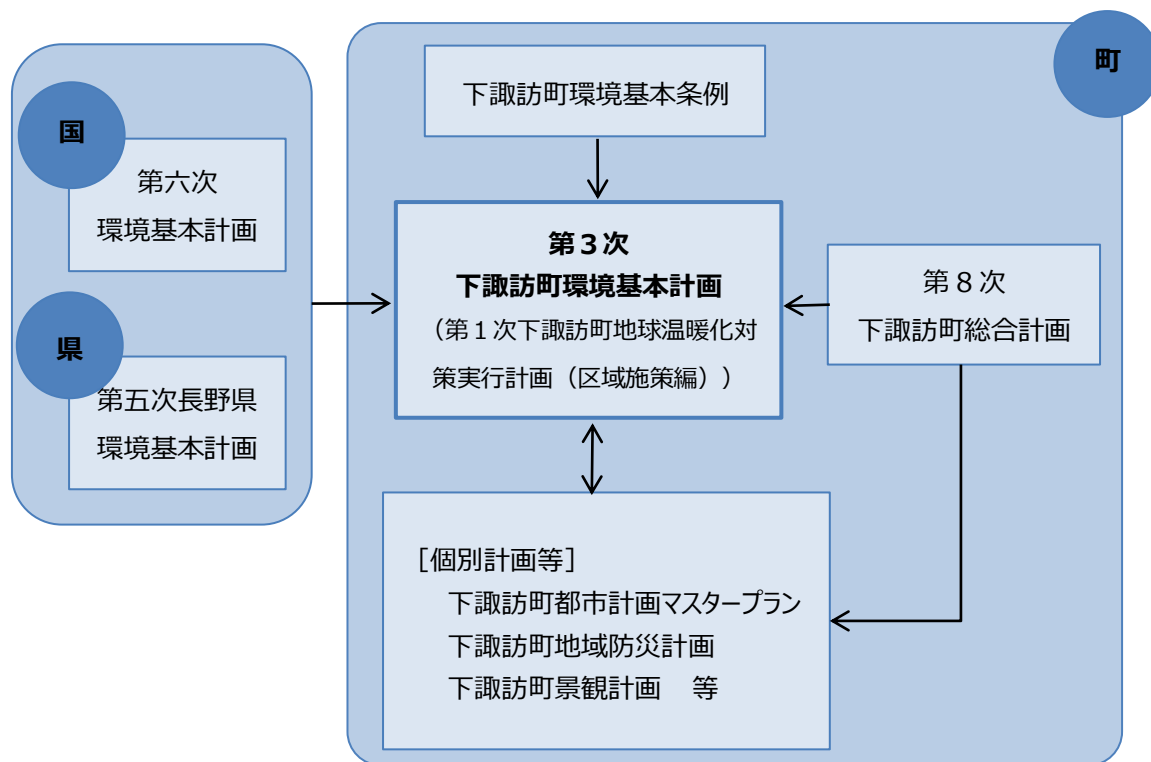 国
第六次
環境基本計画
県
第五次長野県
環境基本計画
町
下諏訪町環境基本条例
第３次
下諏訪町環境基本計画
（第１次下諏訪町地球温暖化対
策実行計画（区域施策編））
第８次
下諏訪町総合計画
［個別計画等］
下諏訪町都市計画マスタープラン
下諏訪町地域防災計画
下諏訪町景観計画　等